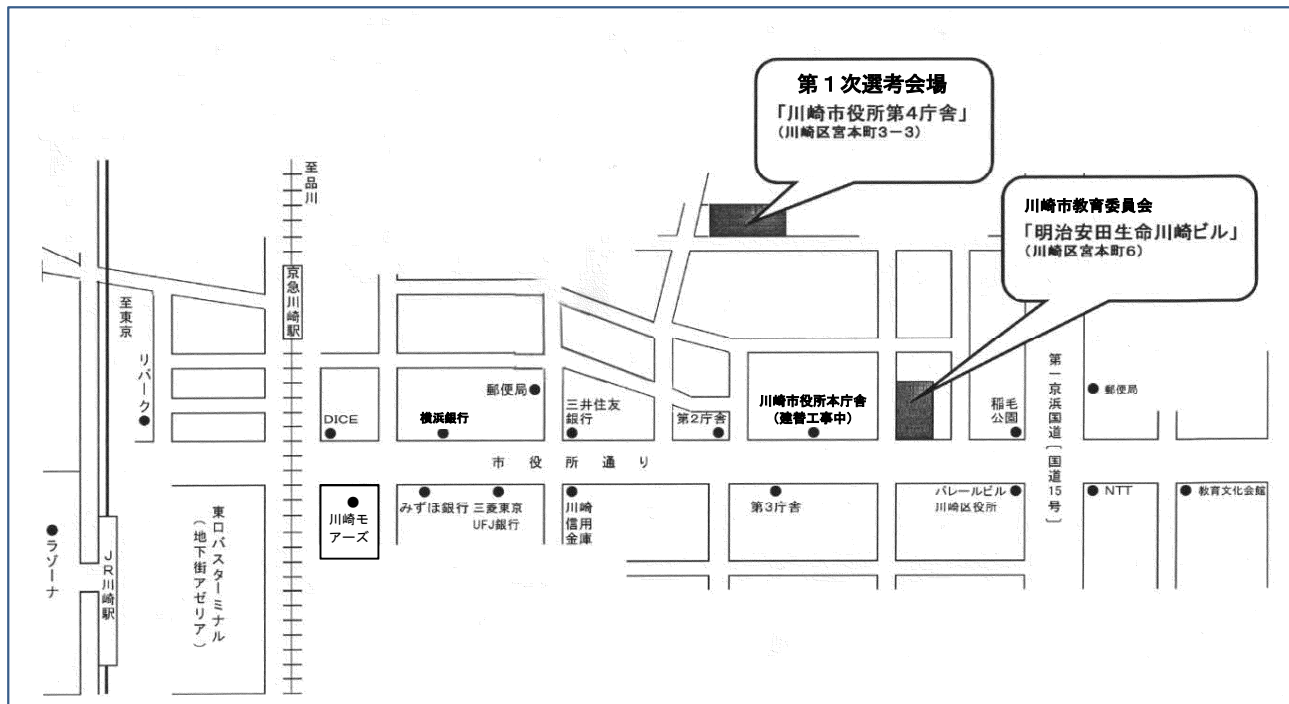 第1次選考会場
「川崎市役所第4庁舎」
(川崎区宮本町3-3)
川崎市教育委員会
「明治安田生命川崎ビル」
(川崎区宮本町6)
至品川
京急川崎駅
至東京
リバーク
DICE
横浜銀行
郵便局
三井住友
銀行
第2庁舎
川崎市役所本庁舎
(建替工事中)
稲毛
公園
第一京浜国道〔国道15号〕
郵便局
市役所通り
ラゾーナ
JR川崎駅
東口バスターミナル
(地下街アゼリア)
川崎モ
アーズ
みずほ銀行
三菱東京
UFJ銀行
川崎
信用
金庫
第3庁舎
パレールビル
川崎区役所
NTT
教育文化会館